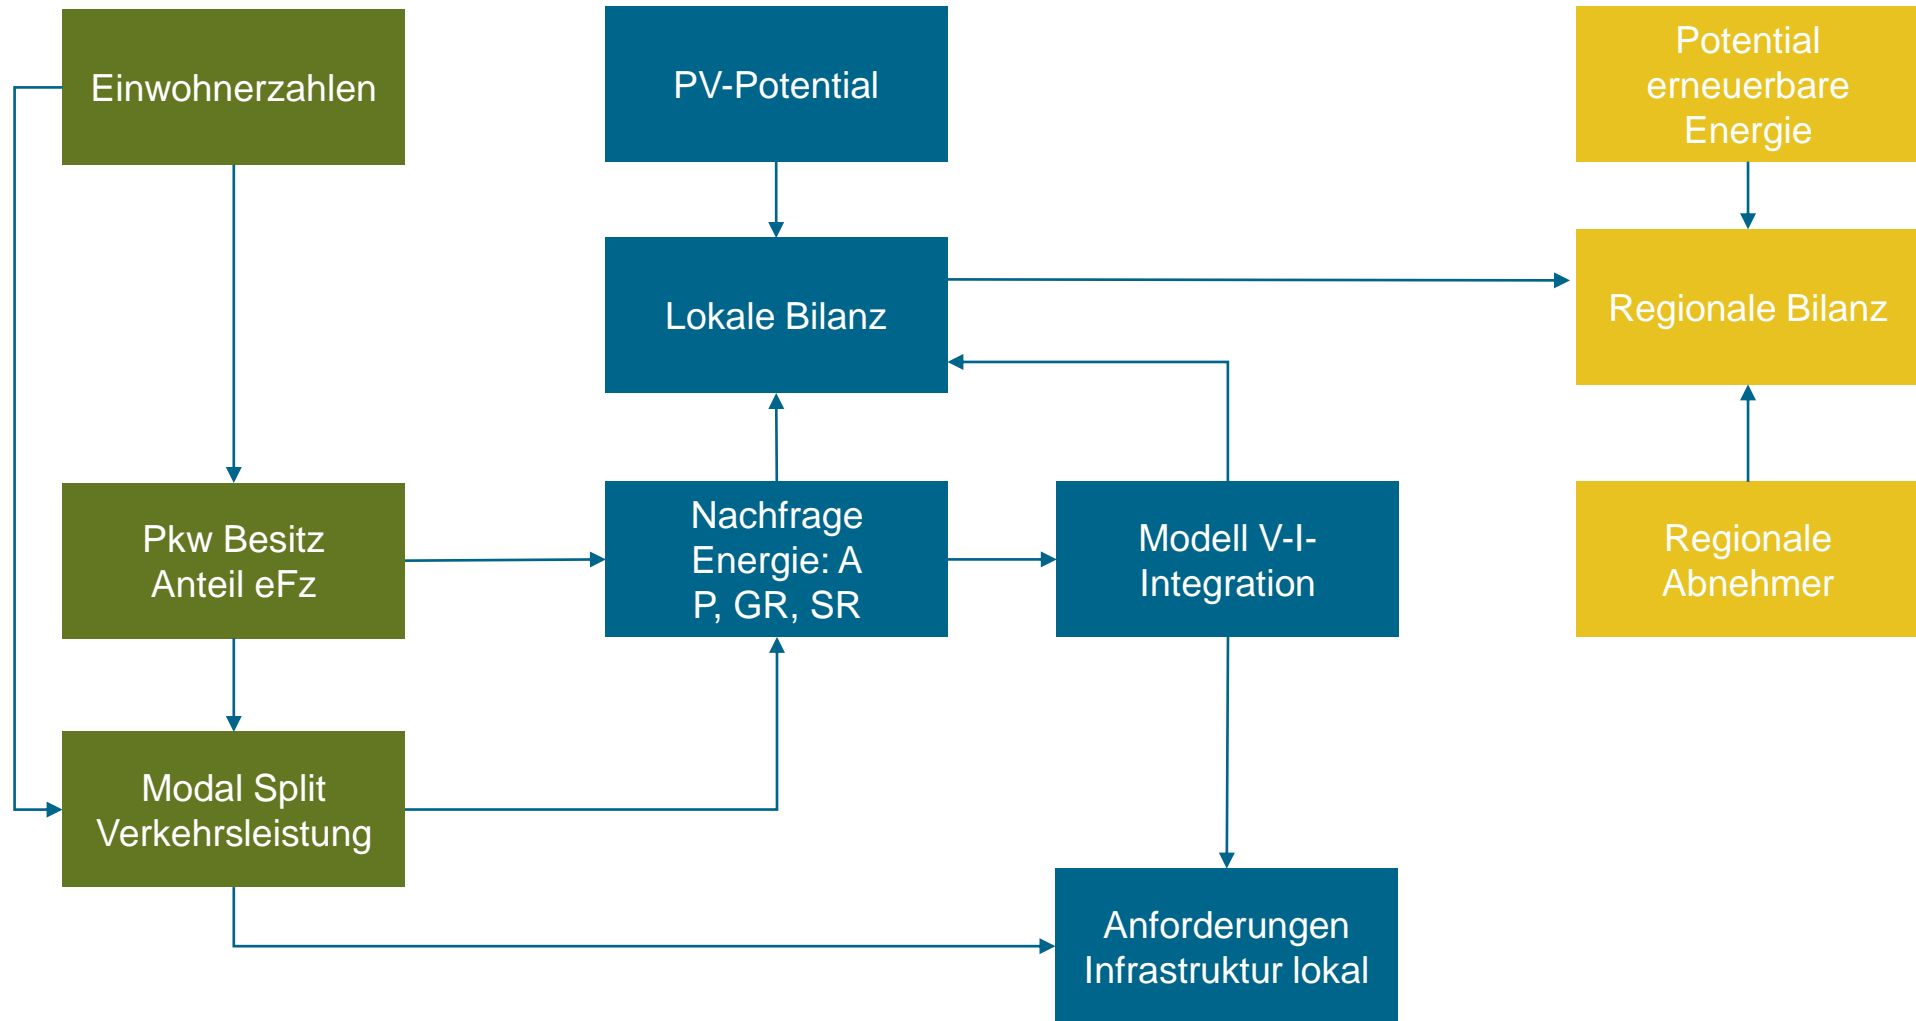 Einwohnerzahlen
PV-Potential
Potential
erneuerbare
Energie
Lokale Bilanz
Regionale Bilanz
Pkw Besitz
Anteil eFz
Nachfrage
Energie: A
P, GR, SR
Modell V-I-
Integration
Regionale
Abnehmer
Modal Split
Verkehrsleistung
Anforderungen
Infrastruktur lokal